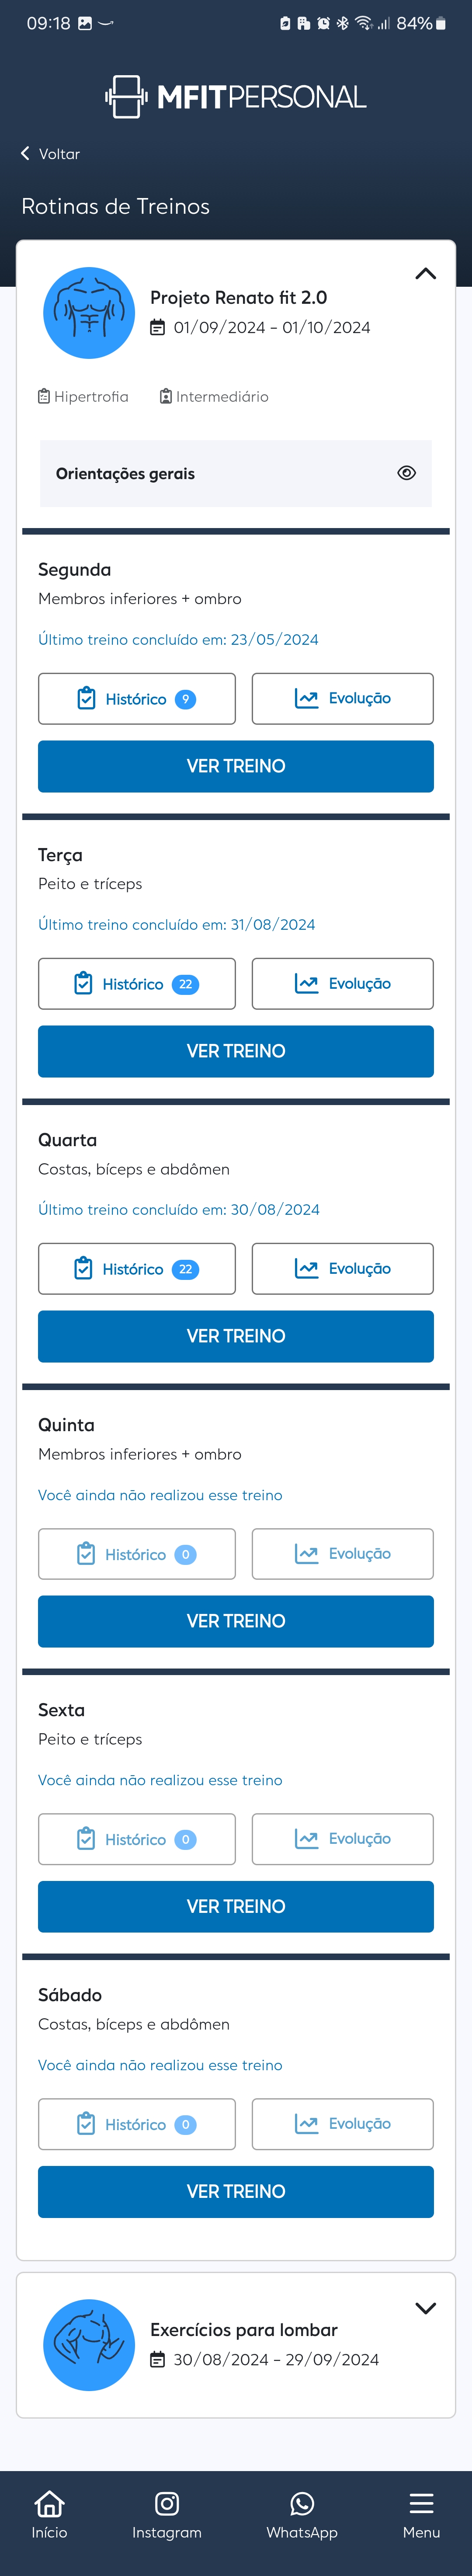 09:18
84%
MFITPERSONAL
Voltar
Rotinas de Treinos
Projeto Renato fit 2.0
01/09/2024 - 01/10/2024
Hipertrofia Intermediário
Orientações gerais
Segunda
Membros inferiores + ombro
Último treino concluído em: 23/05/2024
Histórico 9 Evolução
VER TREINO
Terça
Peito e tríceps
Último treino concluído em: 31/08/2024
Histórico 22 Evolução
VER TREINO
Quarta
Costas, bíceps e abdômen
Último treino concluído em: 30/08/2024
Histórico 22 Evolução
VER TREINO
Quinta
Membros inferiores + ombro
Você ainda não realizou esse treino
Histórico 0 Evolução
VER TREINO
Sexta
Peito e tríceps
Você ainda não realizou esse treino
Histórico 0 Evolução
VER TREINO
Sábado
Costas, bíceps e abdômen
Você ainda não realizou esse treino
Histórico 0 Evolução
VER TREINO
Exercícios para lombar
30/08/2024 - 29/09/2024
Início Instagram WhatsApp Menu